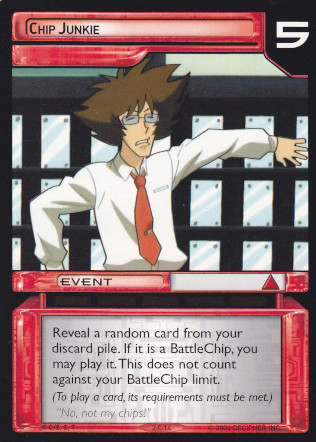 Chip Junkie
5
EVENT
Reveal a random card from your
discard pile. If it is a BattleChip, you
may play it. This does not count
against your BattleChip limit.
(To play a card, its requirements must be met.)
"No, not my chips!"
© 2004 DECIPHER INC.